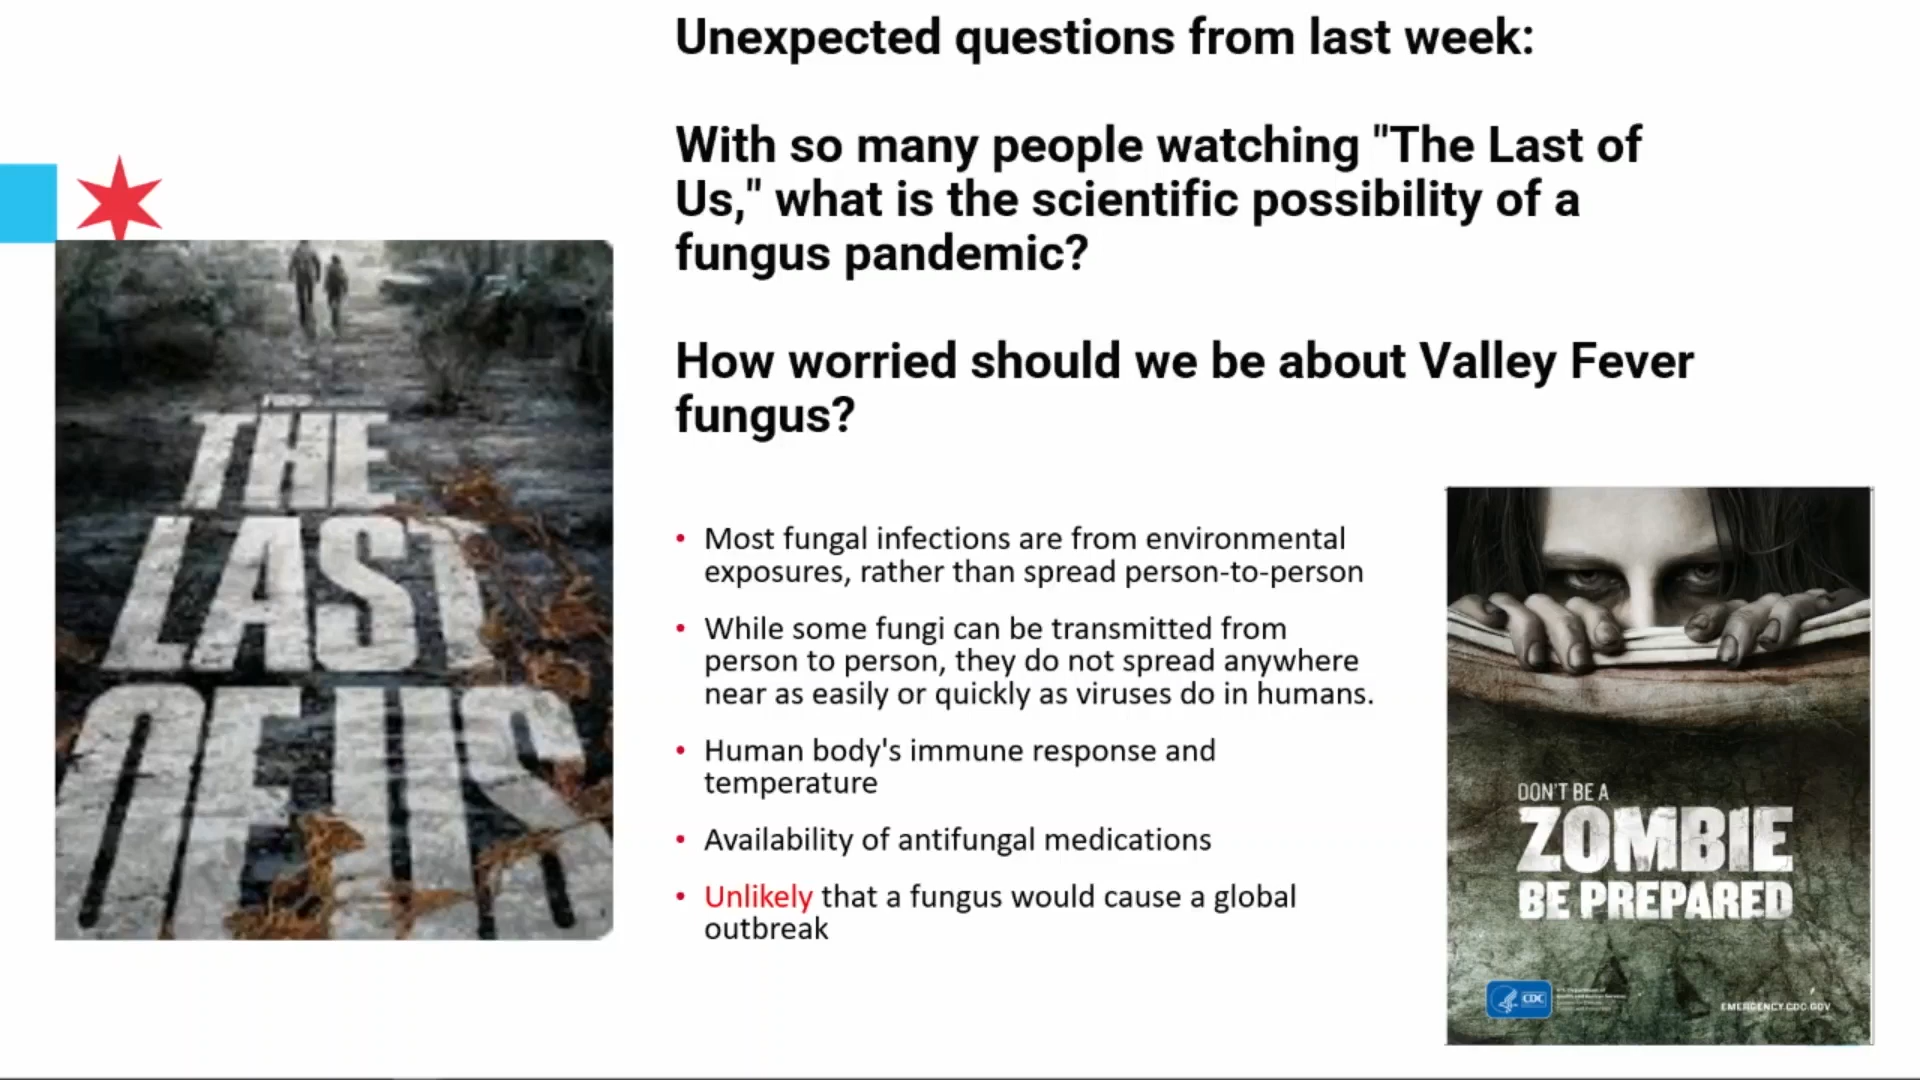 Unexpected questions from last week:
With so many people watching "The Last of
Us," what is the scientific possibility of a
fungus pandemic?
How worried should we be about Valley Fever
fungus?
THE
LAST
OF US
• Most fungal infections are from environmental
exposures, rather than spread person-to-person
• While some fungi can be transmitted from
person to person, they do not spread anywhere
near as easily or quickly as viruses do in humans.
• Human body's immune response and
temperature
• Availability of antifungal medications
• Unlikely that a fungus would cause a global
outbreak
DON'T BE A
ZOMBIE
BE PREPARED
CDC
EMERGENCY.CDC.GOV